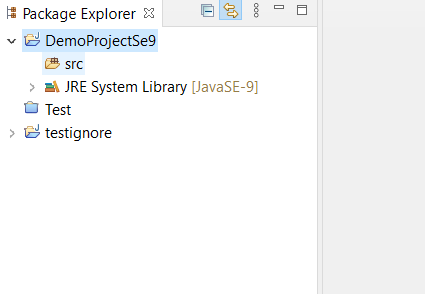 Package Explorer
DemoProjectSe9
src
JRE System Library [JavaSE-9]
Test
testignore